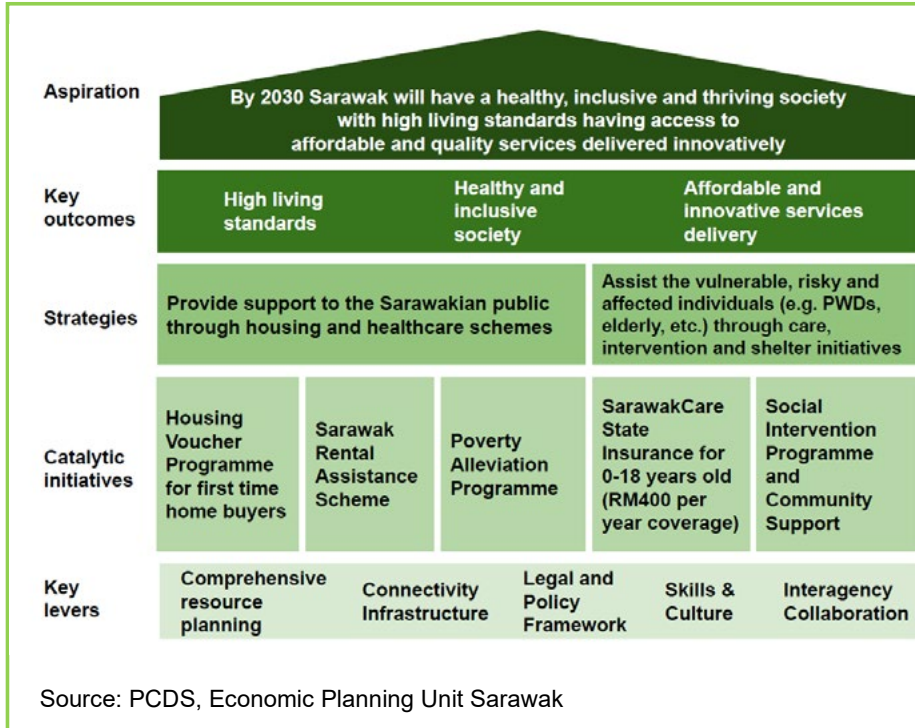 Aspiration
By 2030 Sarawak will have a healthy, inclusive and thriving society
with high living standards having access to
affordable and quality services delivered innovatively
Key
outcomes
High living
standards
Healthy and
inclusive
society
Affordable and
innovative services
delivery
Strategies
Provide support to the Sarawakian public
through housing and healthcare schemes
Assist the vulnerable, risky and
affected individuals (e.g. PWDs,
elderly, etc.) through care,
intervention and shelter initiatives
Catalytic
initiatives
Housing
Voucher
Programme
for first time
home buyers
Sarawak
Rental
Assistance
Scheme
Poverty
Alleviation
Programme
SarawakCare
State
Insurance for
0-18 years old
(RM400 per
year coverage)
Social
Intervention
Programme
and
Community
Support
Key
levers
Comprehensive
resource
planning
Connectivity
Infrastructure
Legal and
Policy
Framework
Skills &
Culture
Interagency
Collaboration
Source: PCDS, Economic Planning Unit Sarawak